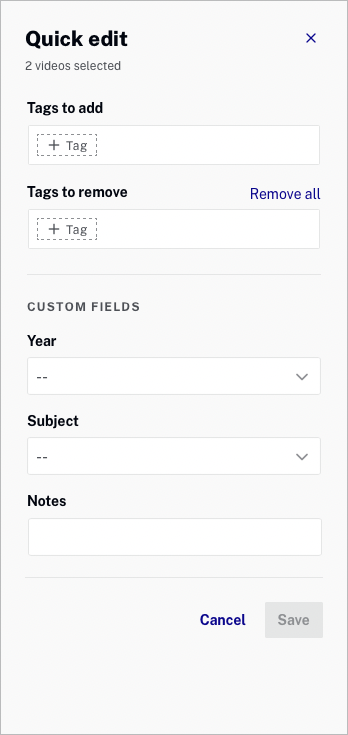 Quick edit
2 videos selected
Tags to add
+ Tag
Tags to remove
Remove all
+ Tag
CUSTOM FIELDS
Year
--
Subject
--
Notes
Cancel
Save